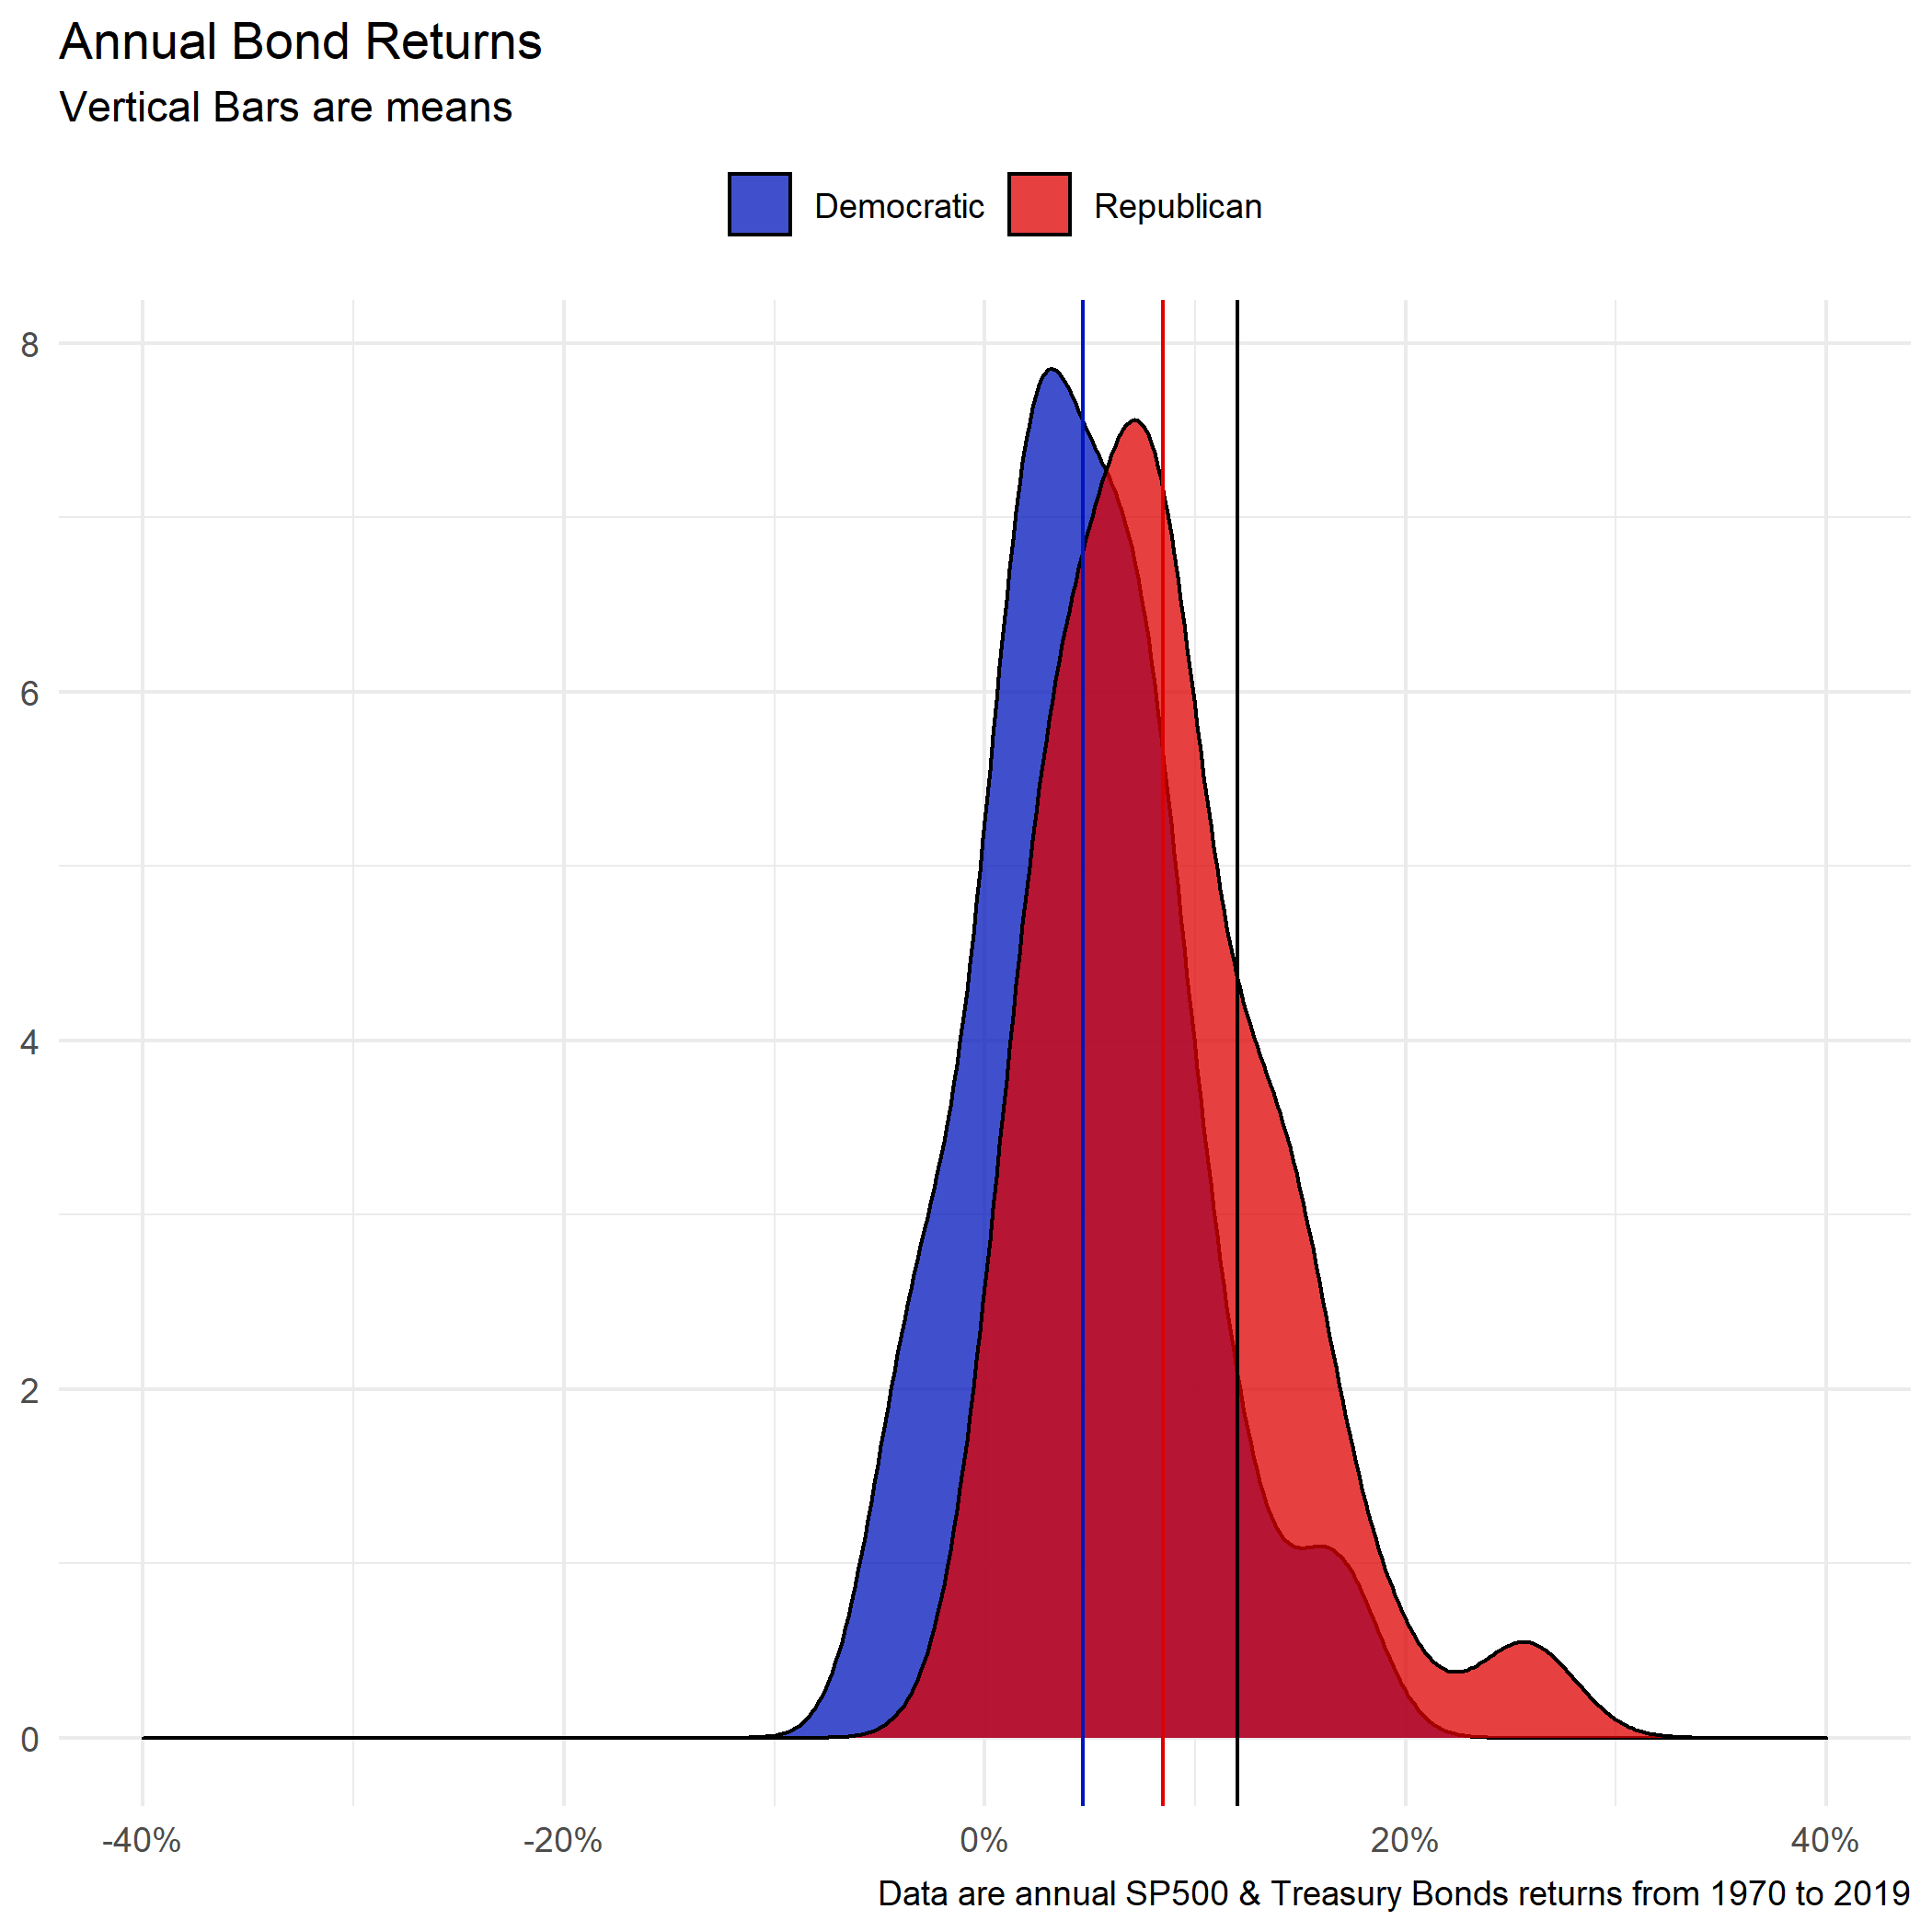 Annual Bond Returns
Vertical Bars are means
Democratic Republican
8
6
4
2
0
-40% -20% 0% 20% 40%
Data are annual SP500 & Treasury Bonds returns from 1970 to 2019